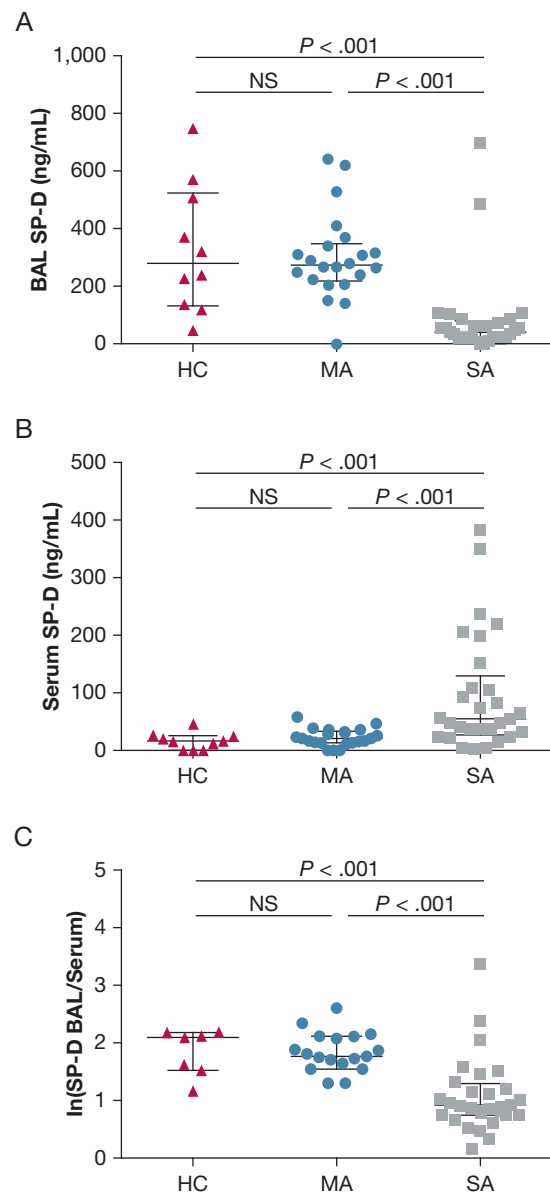 A
P < .001
NS
P < .001
BAL SP-D (ng/mL)
1,000
800
600
400
200
0
HC
MA
SA
B
P < .001
NS
P < .001
Serum SP-D (ng/mL)
500
400
300
200
100
0
HC
MA
SA
C
P < .001
NS
P < .001
ln(SP-D BAL/Serum)
5
4
3
2
1
0
HC
MA
SA